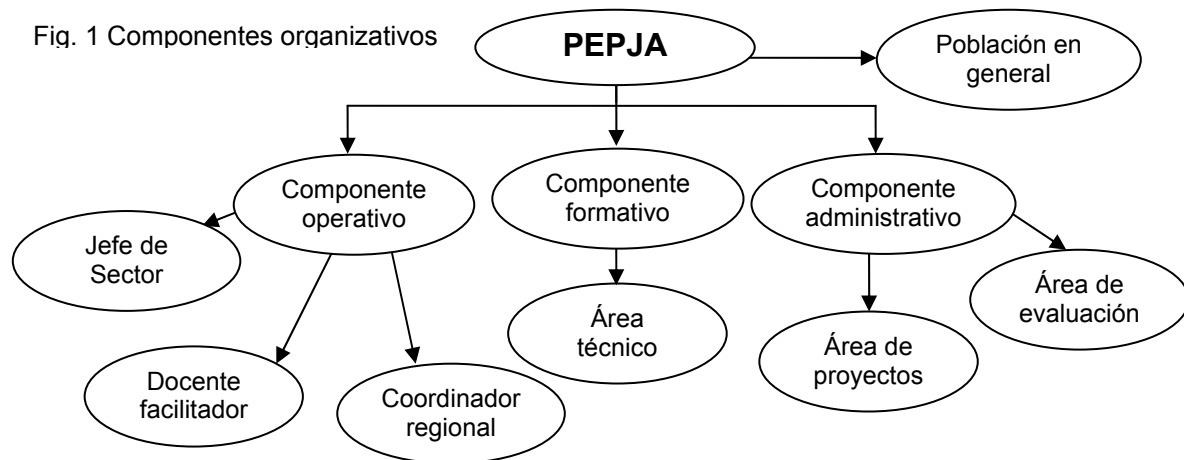 Fig. 1 Componentes organizativos
PEPJA
Población en
general
Componente
operativo
Componente
formativo
Componente
administrativo
Jefe de
Sector
Área
técnico
Área de
evaluación
Docente
facilitador
Coordinador
regional
Área de
proyectos